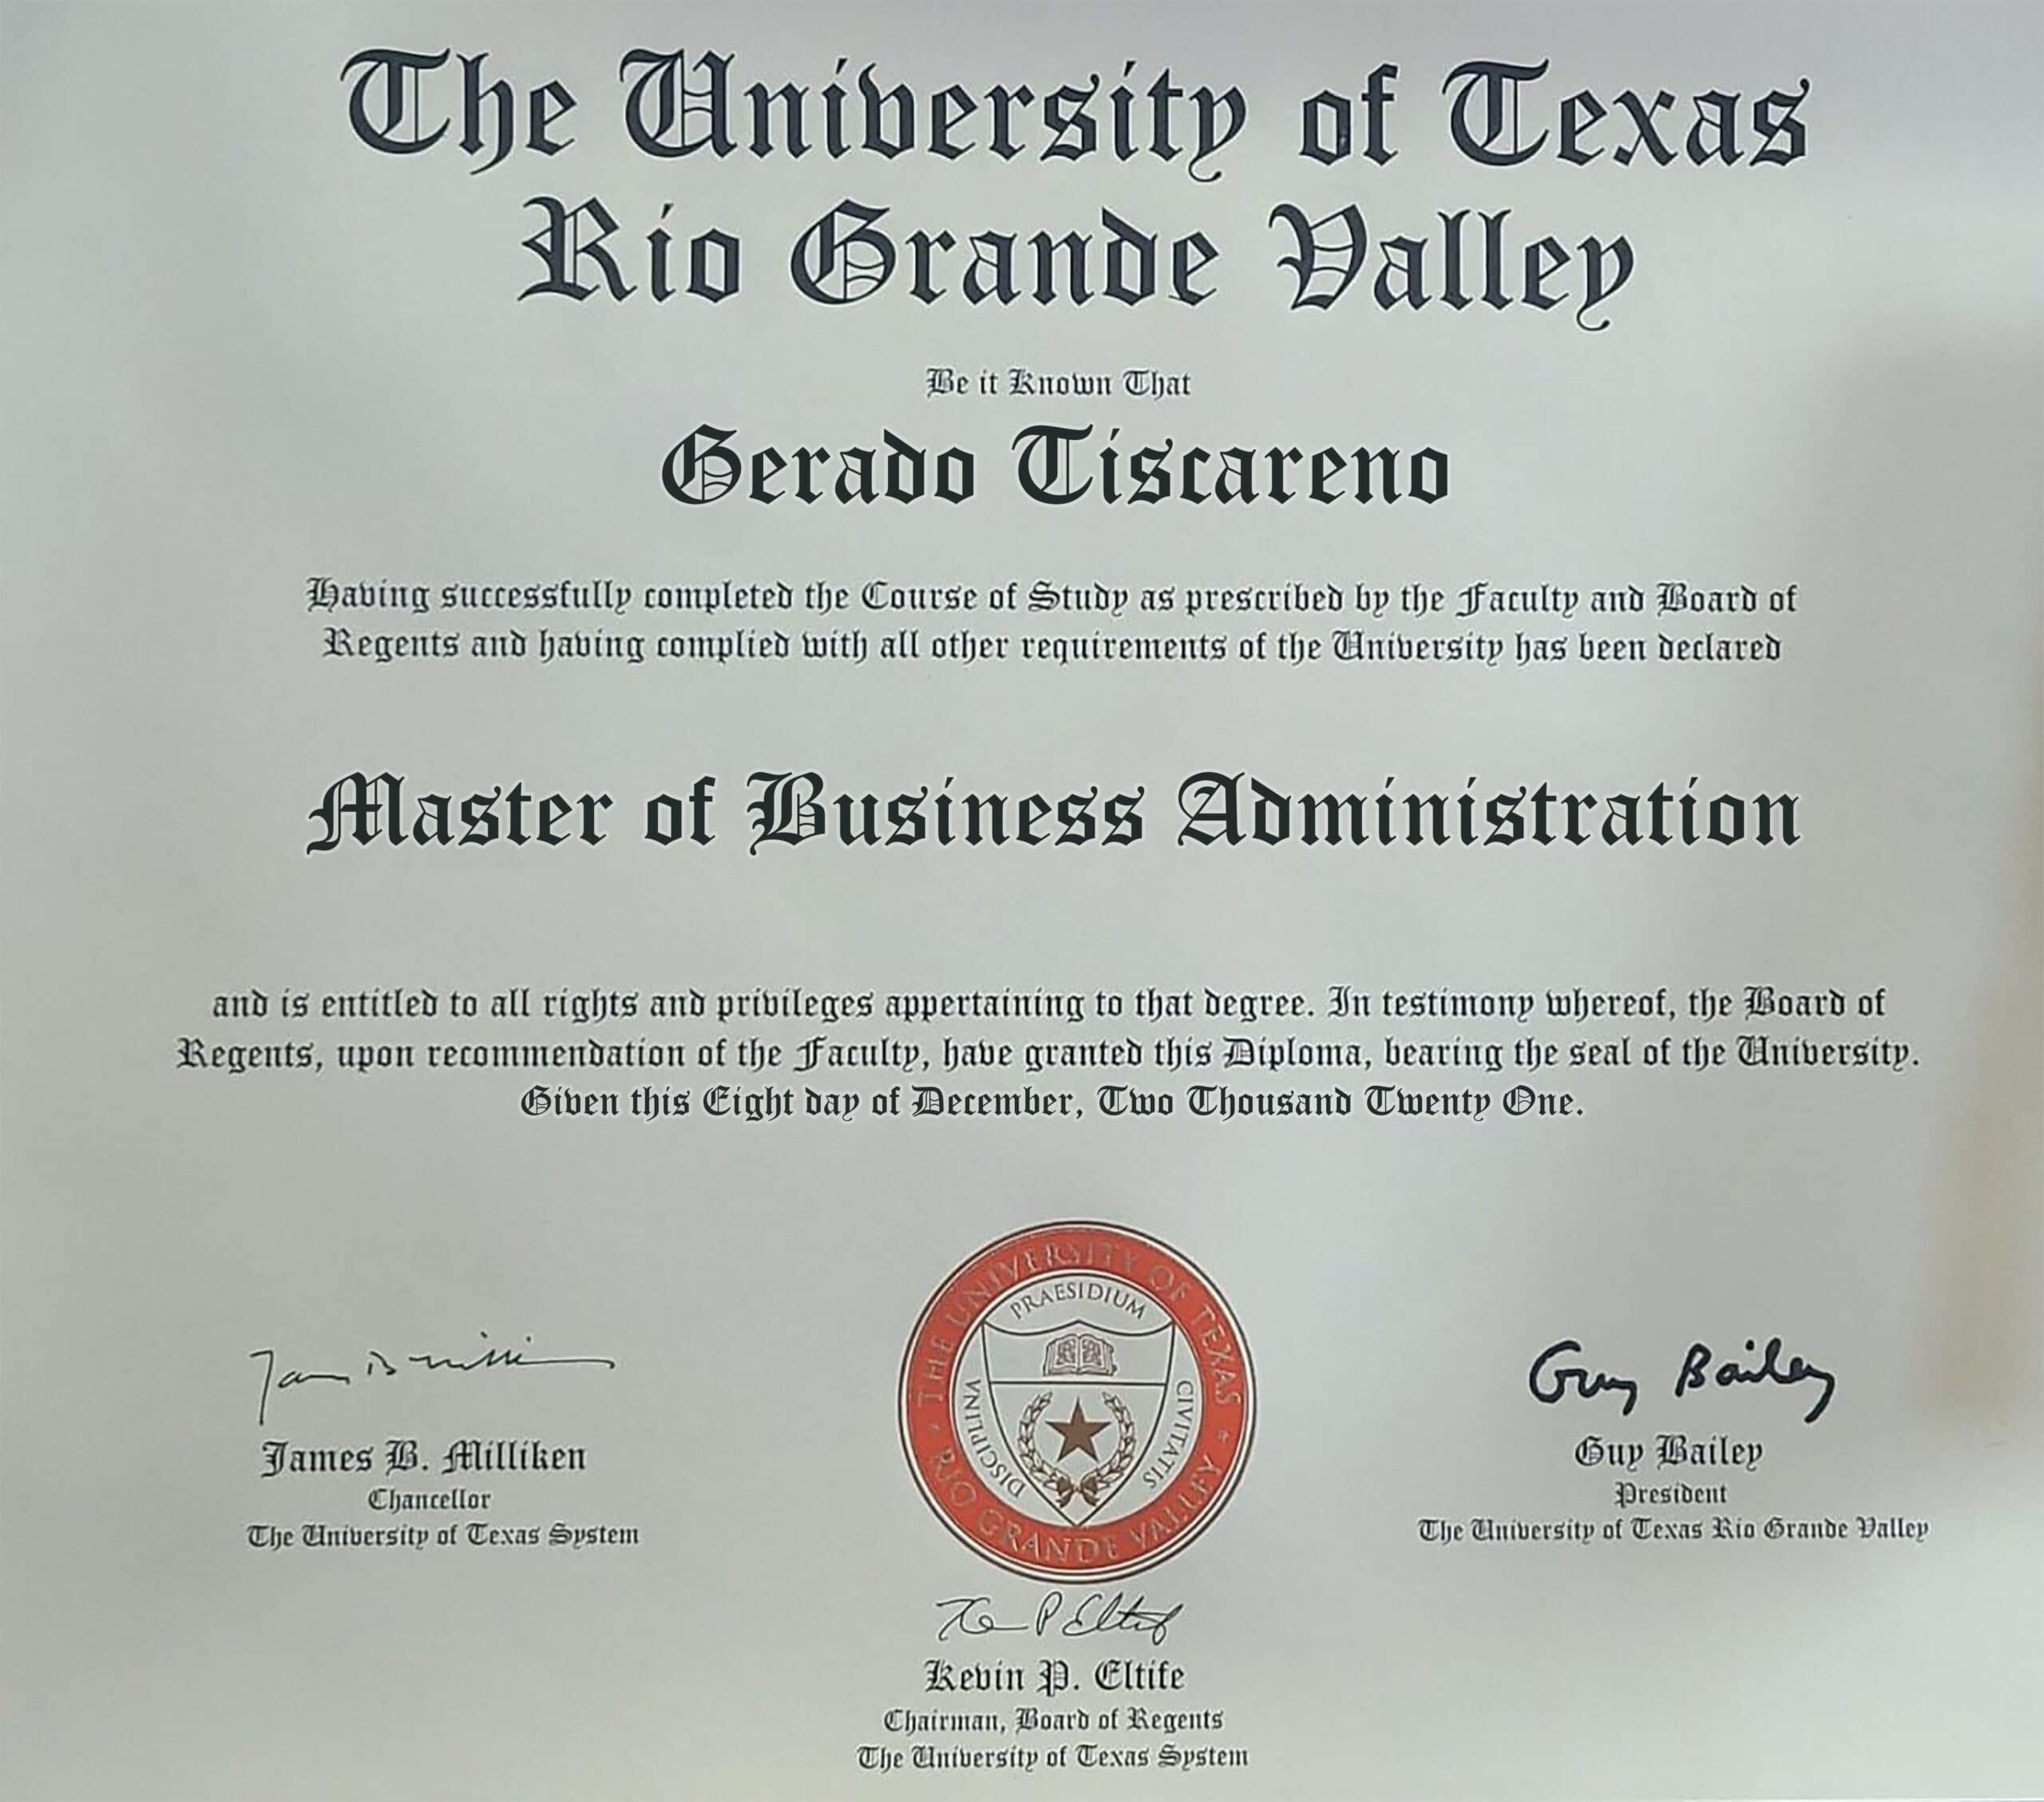 The University of Texas
Rio Grande Valley
Be it Known That
Gerado Tiscareno
Having successfully completed the Course of Study as prescribed by the Faculty and Board of
Regents and having complied with all other requirements of the University has been declared
Master of Business Administration
and is entitled to all rights and privileges appertaining to that degree. In testimony whereof, the Board of
Regents, upon recommendation of the Faculty, have granted this Diploma, bearing the seal of the University.
Given this Eight day of December, Two Thousand Twenty One.
THE UNIVERSITY OF TEXAS
RIO GRANDE VALLEY
PRAESIDIUM
DISCIPLINA
CIVITATIS
James B. Milliken
Chancellor
The University of Texas System
Guy Bailey
Guy Bailey
President
The University of Texas Rio Grande Valley
Kevin P. Eltife
Chairman, Board of Regents
The University of Texas System